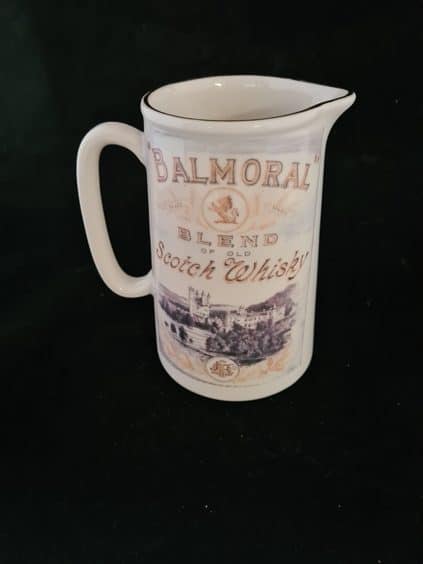 "BALMORAL"
BLEND
OF OLD
Scotch Whisky